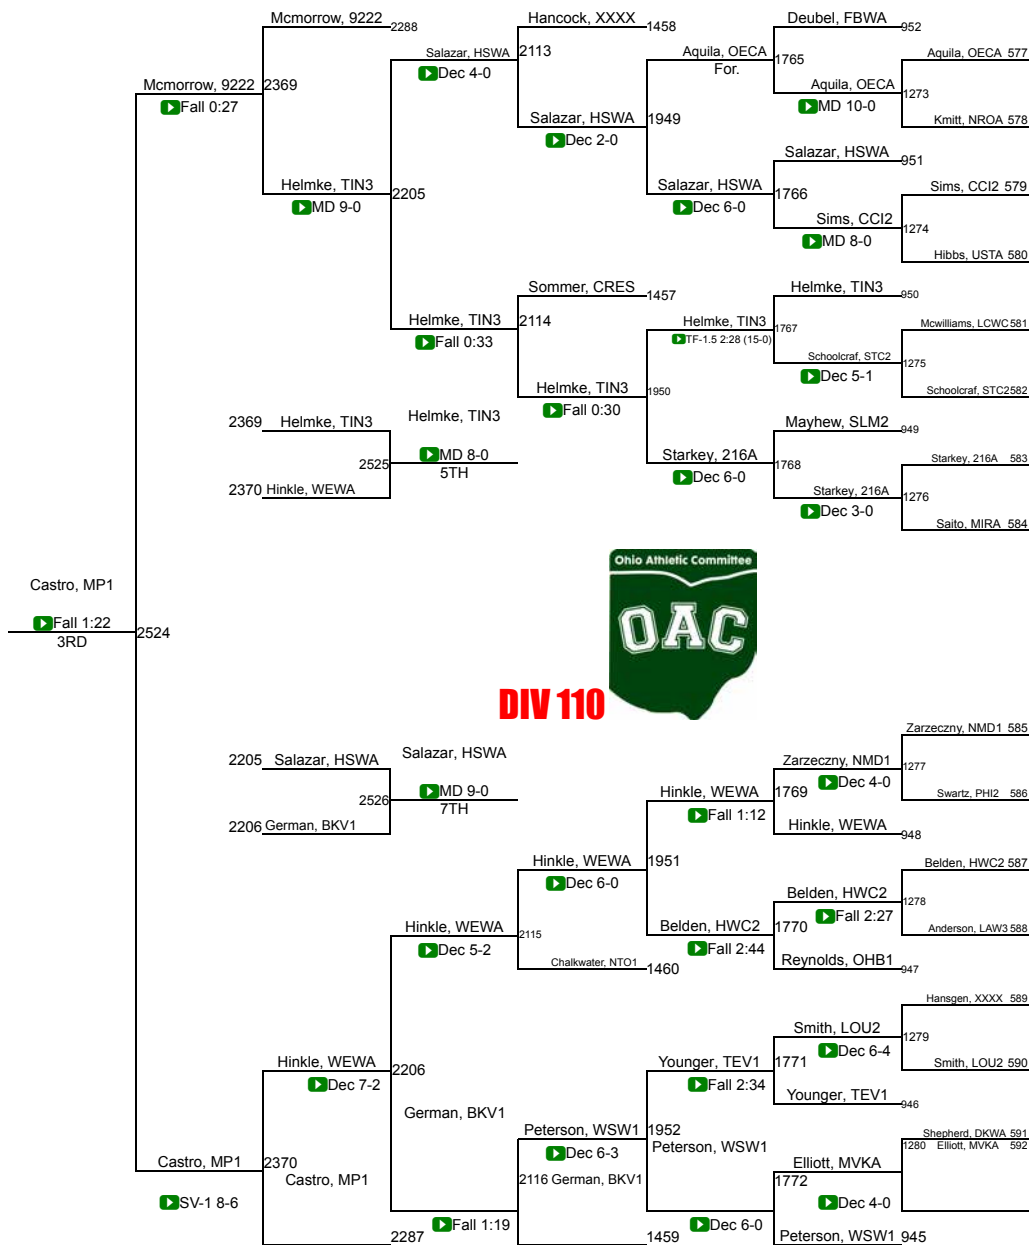 Mcmorrow, 9222
2288
Hancock, XXXX
1458
Deubel, FBWA
952
Salazar, HSWA
2113
Dec 4-0
Aquila, OECA
For.
1765
Aquila, OECA 577
Mcmorrow, 9222
2369
Fall 0:27
Aquila, OECA
1273
MD 10-0
Salazar, HSWA
1949
Dec 2-0
Kmitt, NROA 578
Salazar, HSWA
951
Helmke, TIN3
2205
MD 9-0
Salazar, HSWA
1766
Dec 6-0
Sims, CCI2 579
Sims, CCI2
1274
MD 8-0
Hibbs, USTA 580
Sommer, CRES
1457
Helmke, TIN3
950
Helmke, TIN3
2114
Fall 0:33
Helmke, TIN3
1767
TF-1.5 2:28 (15-0)
Mcwilliams, LCWC 581
Schoolcraf, STC2
1275
Dec 5-1
Helmke, TIN3
1950
Fall 0:30
Schoolcraf, STC2 582
2369 Helmke, TIN3
Helmke, TIN3
Mayhew, SLM2
949
2525
MD 8-0
5TH
Starkey, 216A
1768
Dec 6-0
Starkey, 216A 583
2370 Hinkle, WEWA
Starkey, 216A
1276
Dec 3-0
Saito, MIRA 584
Ohio Athletic Committee
OAC
Castro, MP1
Fall 1:22
3RD
2524
DIV 110
Zarzeczny, NMD1 585
2205 Salazar, HSWA
Salazar, HSWA
Zarzeczny, NMD1
1277
Dec 4-0
2526
MD 9-0
7TH
Hinkle, WEWA
1769
Fall 1:12
Swartz, PHI2 586
2206 German, BKV1
Hinkle, WEWA
948
Hinkle, WEWA
1951
Dec 6-0
Belden, HWC2 587
Belden, HWC2
1278
Fall 2:27
Hinkle, WEWA
2115
Dec 5-2
Belden, HWC2
1770
Fall 2:44
Anderson, LAW3 588
Chalkwater, NTO1
1460
Reynolds, OHB1
947
Hansgen, XXXX 589
Smith, LOU2
1279
Dec 6-4
Hinkle, WEWA
2206
Dec 7-2
Younger, TEV1
1771
Fall 2:34
Smith, LOU2 590
Younger, TEV1
946
German, BKV1
Peterson, WSW1
1952
Dec 6-3
Peterson, WSW1
Shepherd, DKWA 591
1280 Elliott, MVKA 592
Castro, MP1
2370
Castro, MP1
SV-1 8-6
2116 German, BKV1
Elliott, MVKA
1772
Dec 4-0
Fall 1:19
Dec 6-0
2287
1459
Peterson, WSW1 945